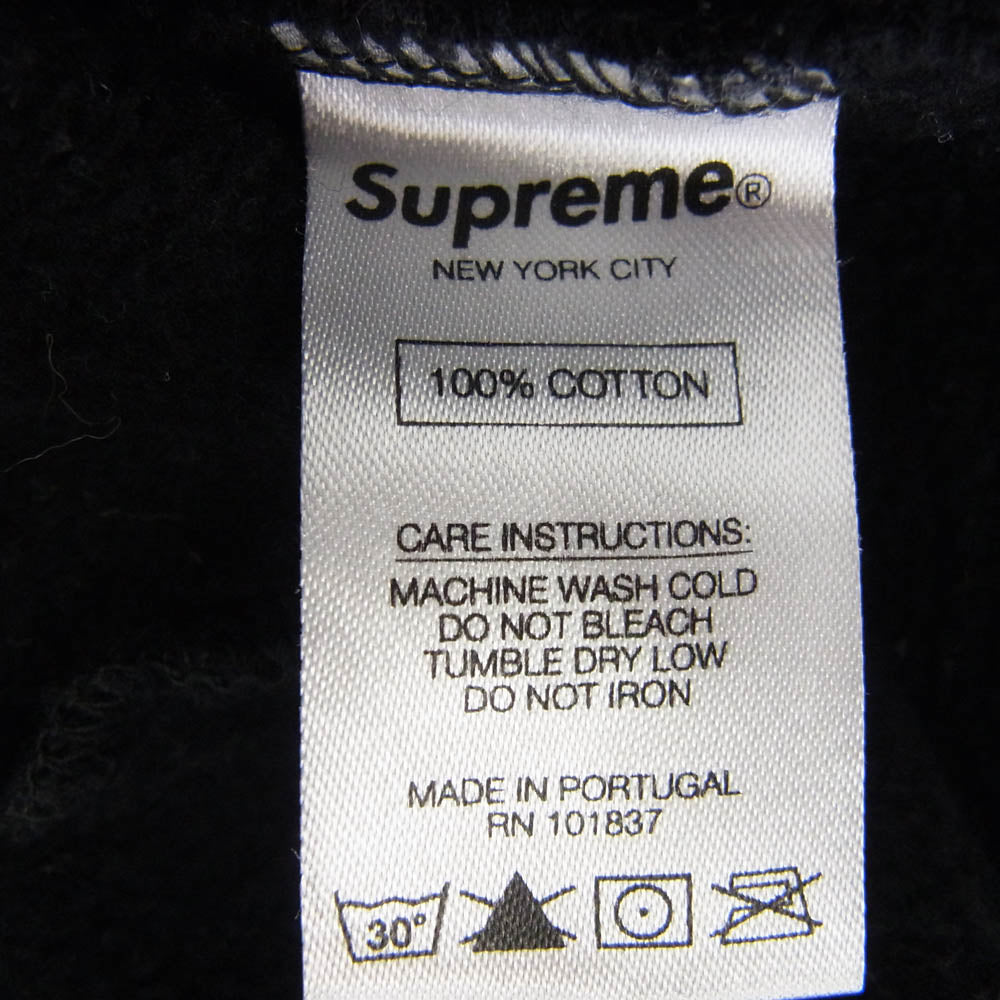 Supreme®
NEW YORK CITY
100% COTTON
CARE INSTRUCTIONS:
MACHINE WASH COLD
DO NOT BLEACH
TUMBLE DRY LOW
DO NOT IRON
MADE IN PORTUGAL
RN 101837
30°